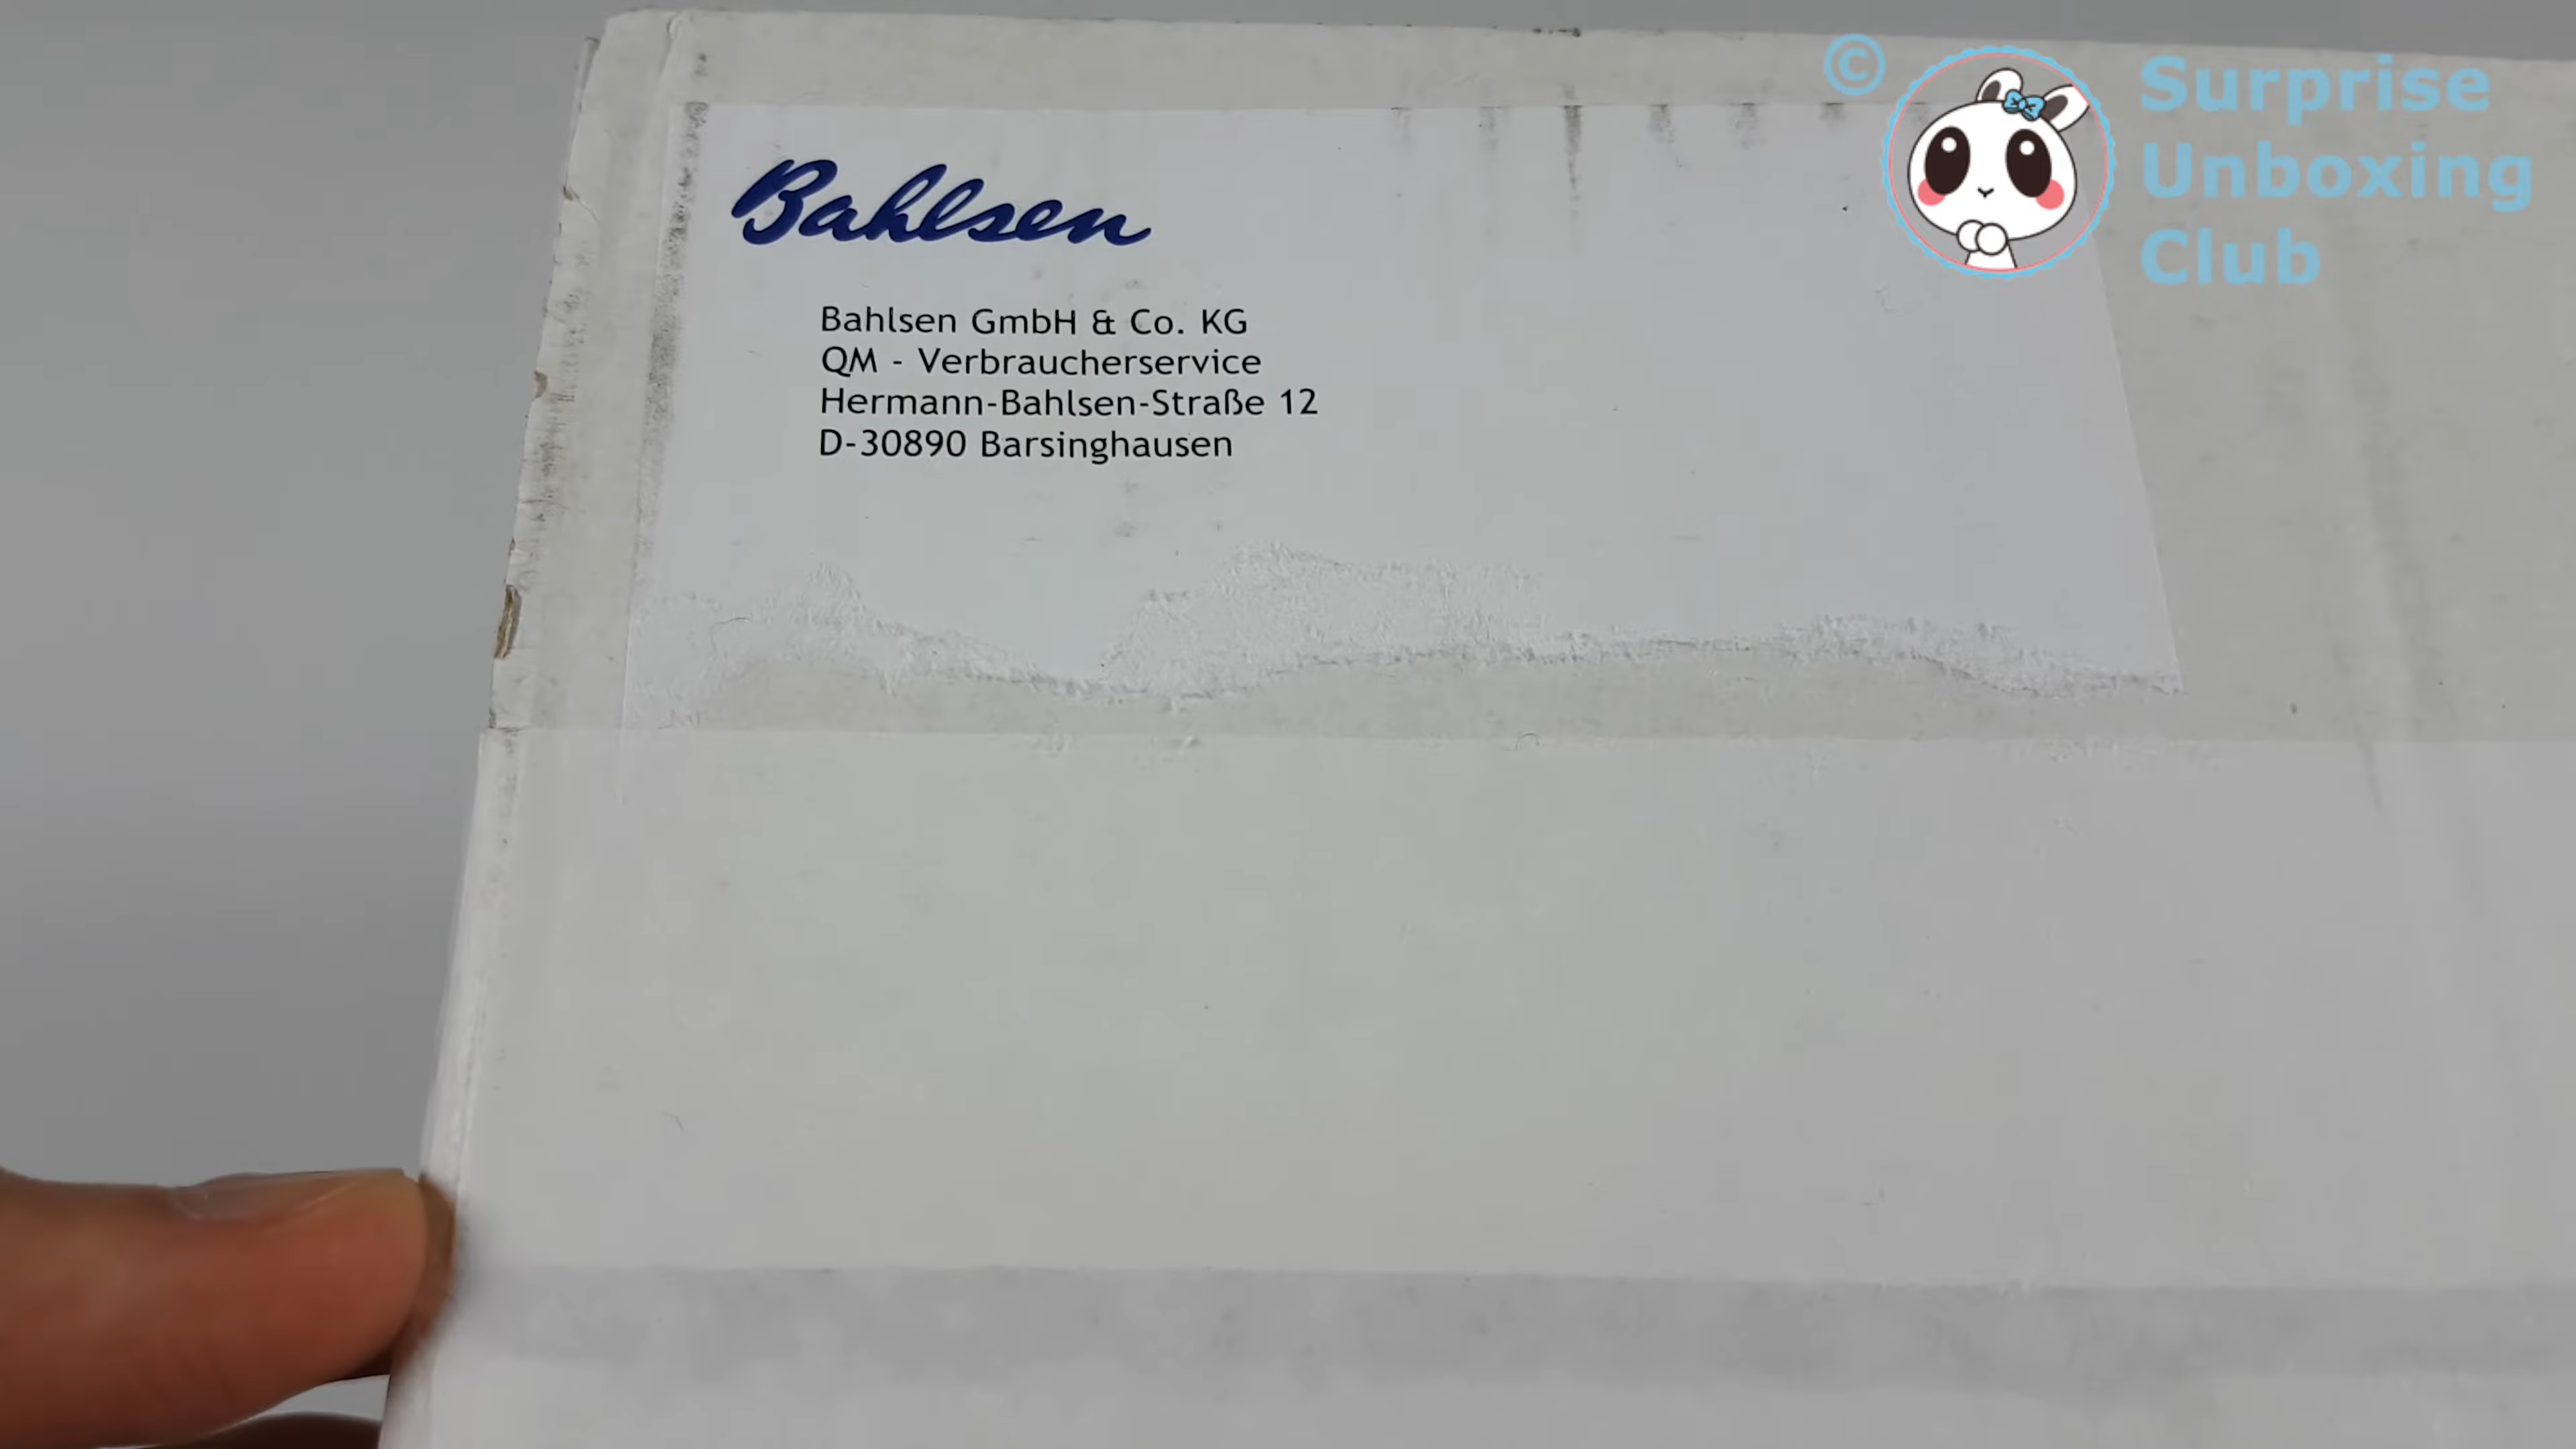 Bahlsen
Bahlsen GmbH & Co. KG
QM - Verbraucherservice
Hermann-Bahlsen-Straße 12
D-30890 Barsinghausen
©
Surprise
Unboxing
Club